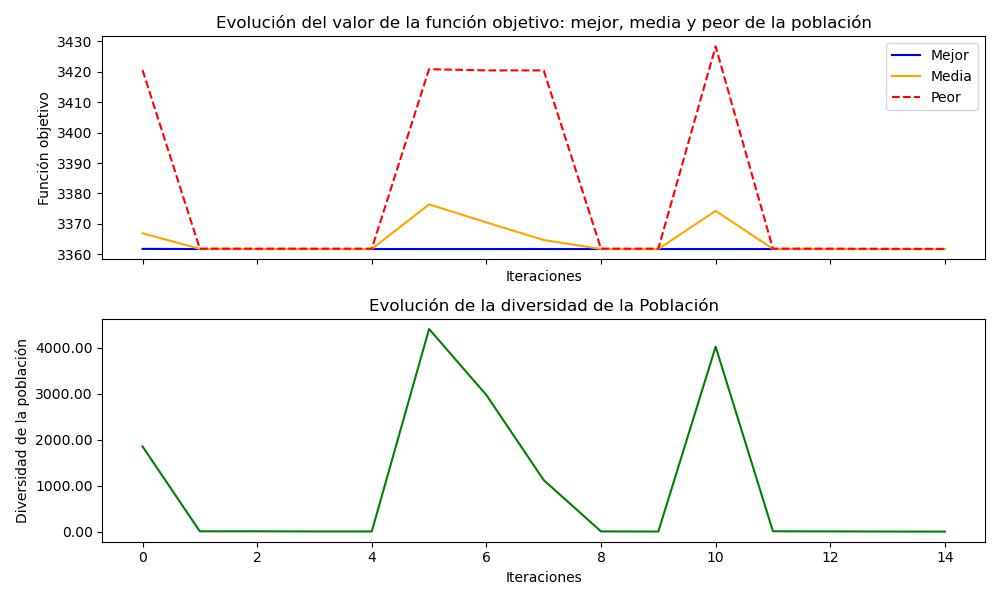 Evolución del valor de la función objetivo: mejor, media y peor de la población
Función objetivo
3430
3420
3410
3400
3390
3380
3370
3360
Mejor
Media
Peor
Iteraciones
Evolución de la diversidad de la Población
Diversidad de la población
4000.00
3000.00
2000.00
1000.00
0.00
0 2 4 6 8 10 12 14
Iteraciones